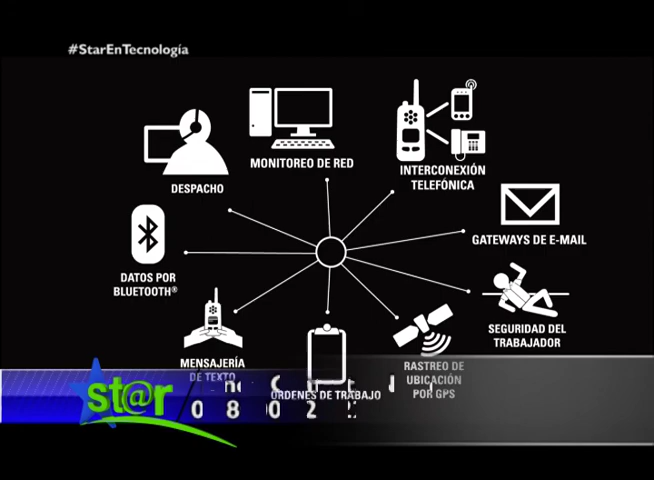 #StarEnTecnología
MONITOREO DE RED
INTERCONEXIÓN
TELEFÓNICA
DESPACHO
GATEWAYS DE E-MAIL
DATOS POR
BLUETOOTH®
SEGURIDAD DEL
TRABAJADOR
MENSAJERÍA
DE TEXTO
RASTREO DE
UBICACIÓN
POR GPS
ÓRDENES DE TRABAJO
st@r